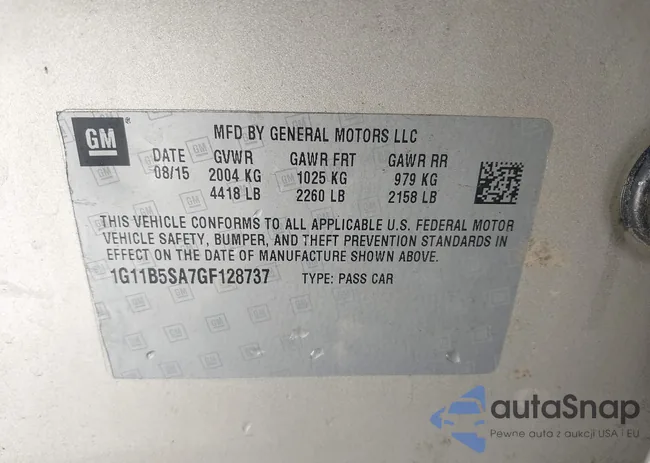 GM
MFD BY GENERAL MOTORS LLC
DATE GVWR GAWR FRT GAWR RR
08/15 2004 KG 1025 KG 979 KG
4418 LB 2260 LB 2158 LB
THIS VEHICLE CONFORMS TO ALL APPLICABLE U.S. FEDERAL MOTOR
VEHICLE SAFETY, BUMPER, AND THEFT PREVENTION STANDARDS IN
EFFECT ON THE DATE OF MANUFACTURE SHOWN ABOVE.
1G11B5SA7GF128737 TYPE: PASS CAR
autaSnap
Pewne auta z aukcji USA i EU